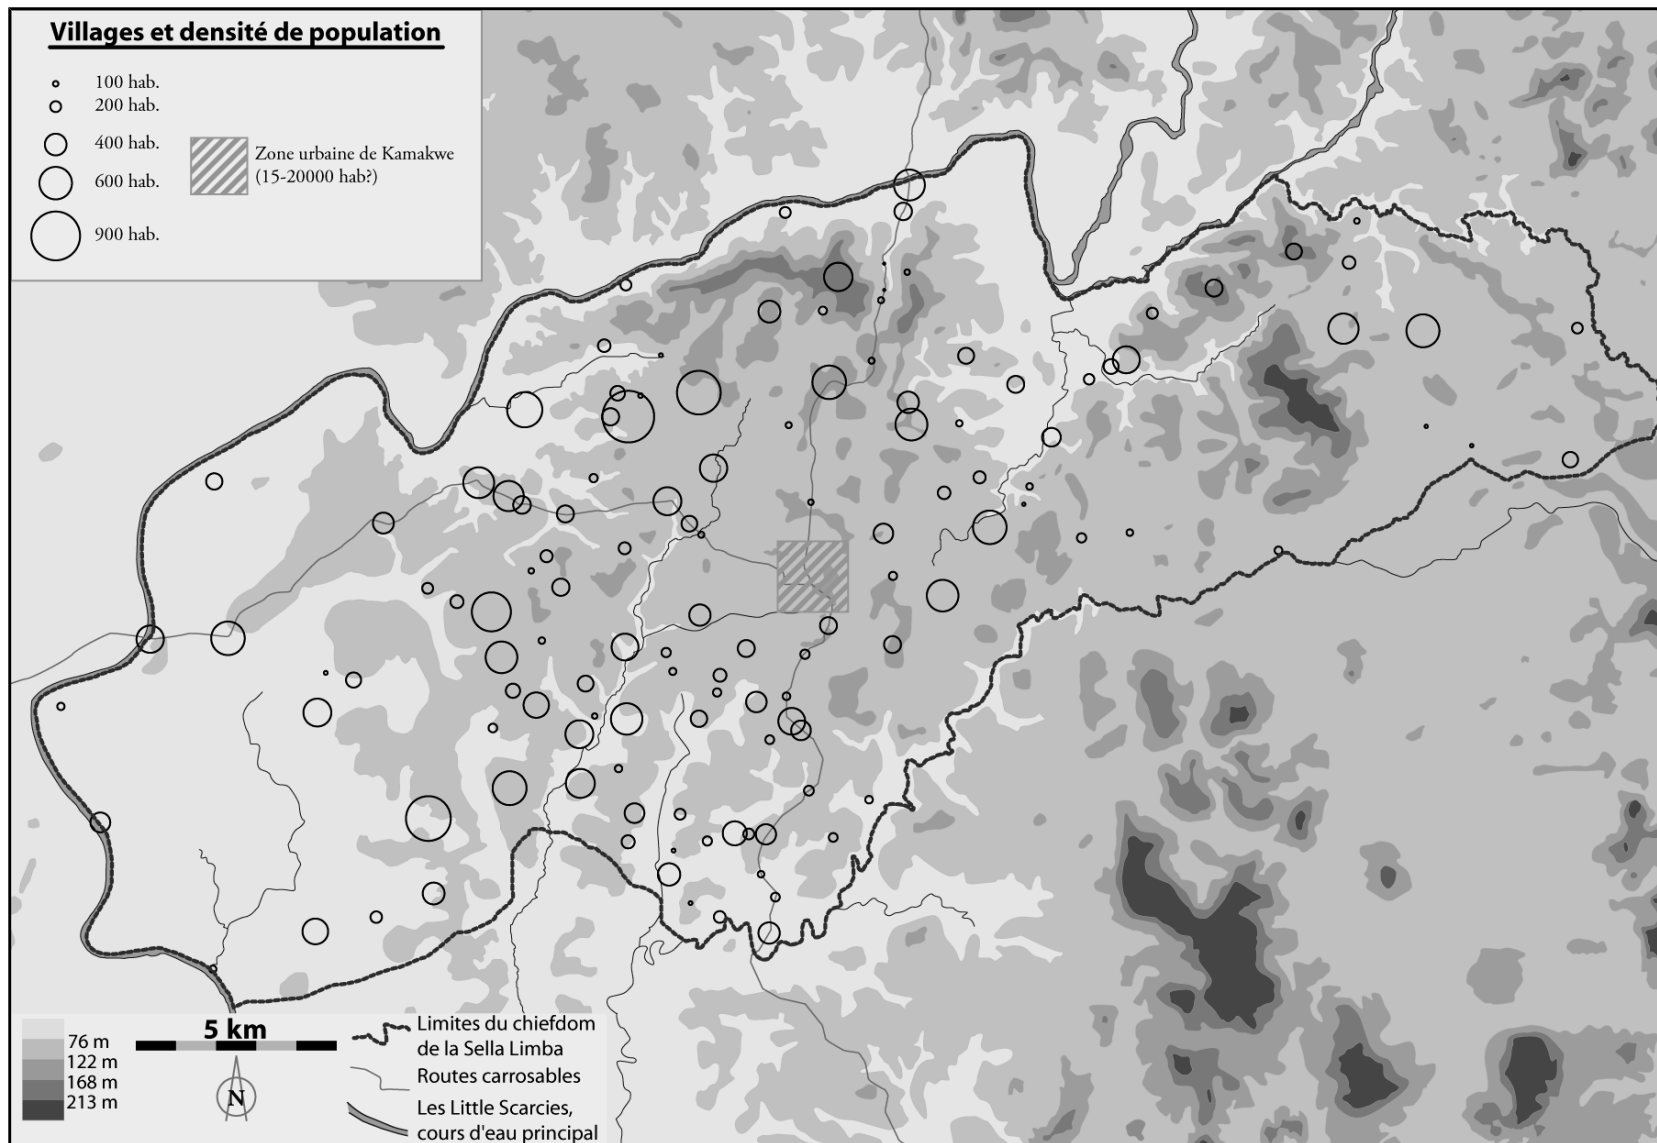 Villages et densité de population
100 hab.
200 hab.
400 hab.
600 hab.
900 hab.
Zone urbaine de Kamakwe
(15-20000 hab?)
76 m
122 m
168 m
213 m
5 km
N
Limites du chiefdom
de la Sella Limba
Routes carrosables
Les Little Scarcies,
cours d'eau principal